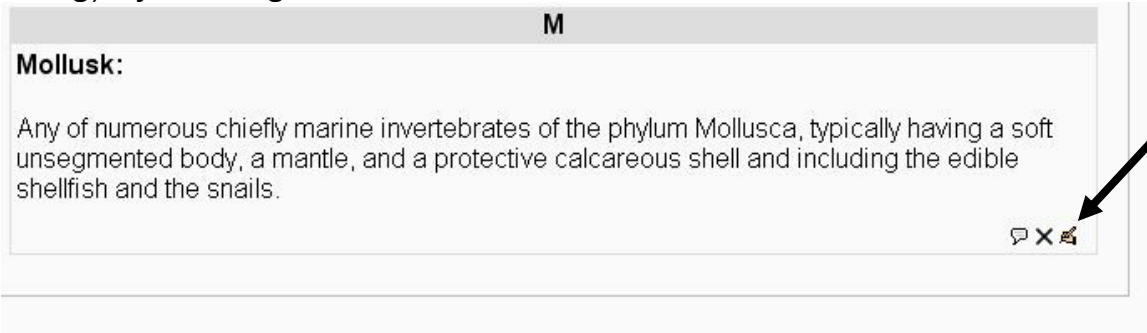 M
Mollusk:
Any of numerous chiefly marine invertebrates of the phylum Mollusca, typically having a soft
unsegmented body, a mantle, and a protective calcareous shell and including the edible
shellfish and the snails.